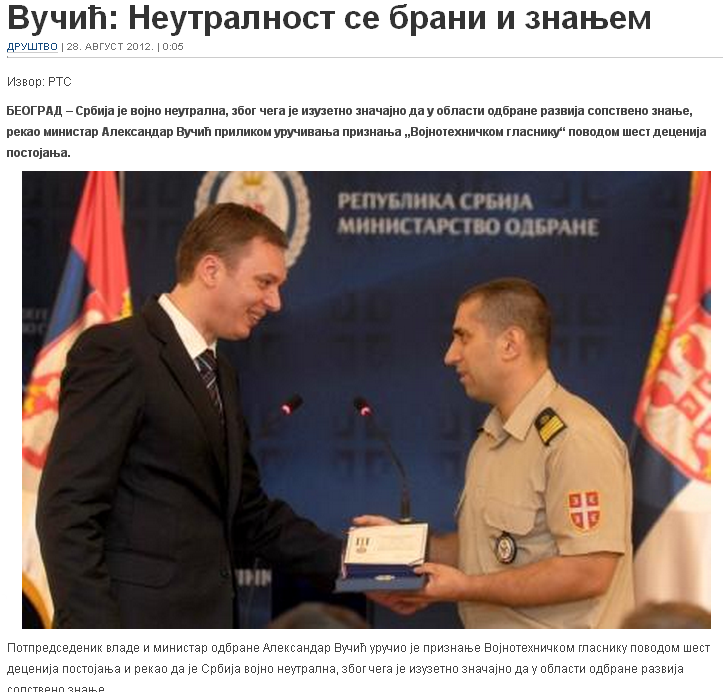 Вучић: Неутралност се брани и знањем
ДРУШТВО | 28. АВГУСТ 2012. | 0:05
Извор: РТС
БЕОГРАД – Србија је војно неутрална, због чега је изузетно значајно да у области одбране развија сопствено знање,
рекао министар Александар Вучић приликом уручивања признања „Војнотехничком гласнику“ поводом шест деценија
постојања.
РЕПУБЛИКА СРБИЈА
МИНИСТАРСТВО ОДБРАНЕ
Потпредседеник владе и министар одбране Александар Вучић уручио је признање Војнотехничком гласнику поводом шест
деценија постојања и рекао да је Србија војно неутрална, због чега је изузетно значајно да у области одбране развија
сопствено знање